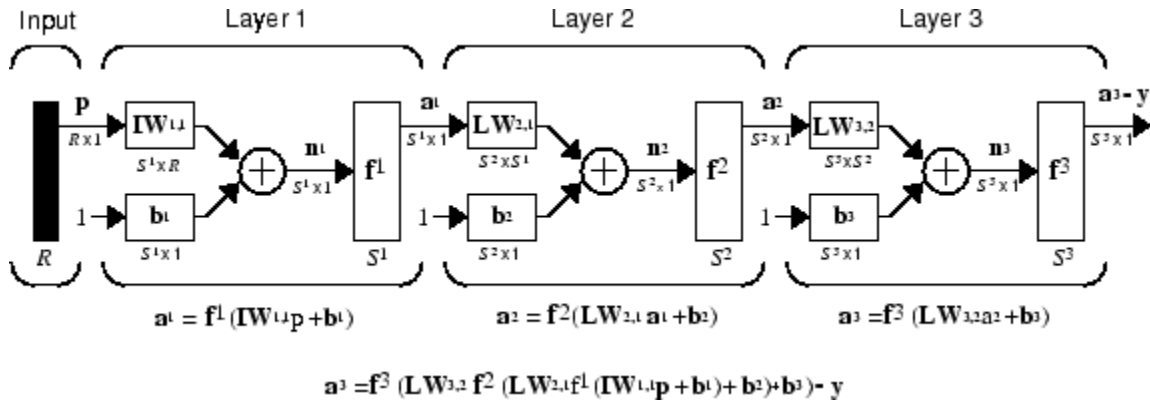 Input Layer 1 Layer 2 Layer 3
p a¹ a² a³ - y
IW1,1 LW2,1 LW3,2
R x 1 S¹ x 1 S² x 1 S³ x 1
S¹ x R S² x S¹ S³ x S²
n1 n2 n3
S¹ x 1 S² x 1 S³ x 1
f¹ f² f³
1 b1 1 b2 1 b3
S¹ x 1 S² x 1 S³ x 1
R S¹ S² S³
a¹ = f¹ (IW1,1p +b1) a² = f² (LW2,1 a1 +b2) a³ =f³ (LW3,2a² +b3)
a³ =f³ (LW3,2 f² (LW2,1f¹ (IW1,1p + b1)+ b2)+b3) - y